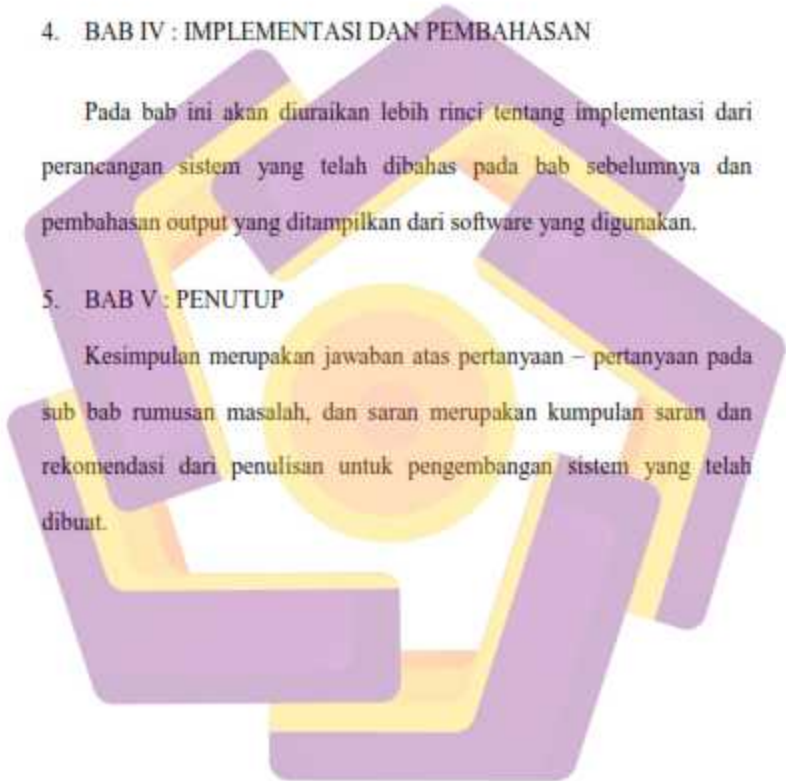 4. BAB IV : IMPLEMENTASI DAN PEMBAHASAN
Pada bab ini akan diuraikan lebih rinci tentang implementasi dari
perancangan sistem yang telah dibahas pada bab sebelumnya dan
pembahasan output yang ditampilkan dari software yang digunakan.
5. BAB V : PENUTUP
Kesimpulan merupakan jawaban atas pertanyaan – pertanyaan pada
sub bab rumusan masalah, dan saran merupakan kumpulan saran dan
rekomendasi dari penulisan untuk pengembangan sistem yang telah
dibuat.